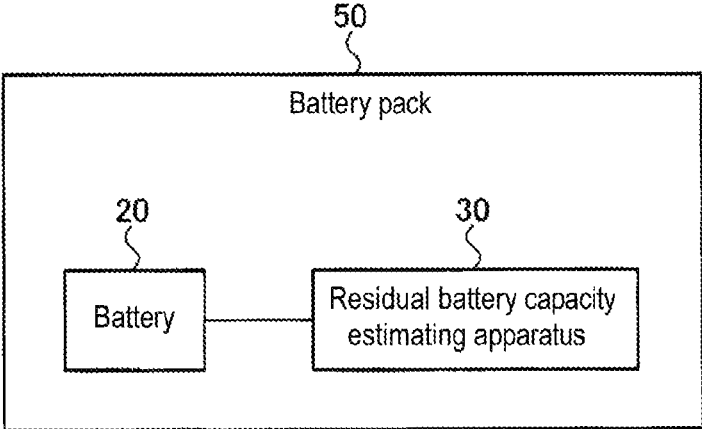 50
Battery pack
20
30
Battery
Residual battery capacity
estimating apparatus